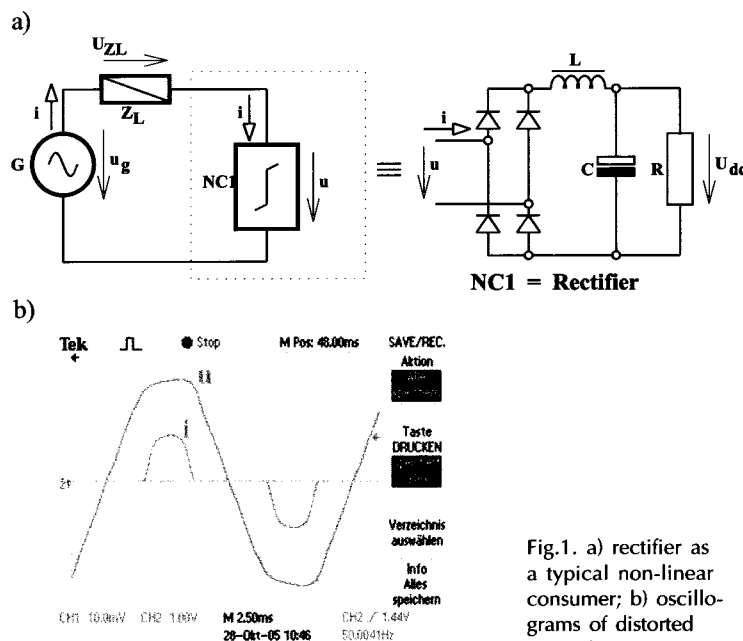 a)
U_ZL
i
Z_L
i
G
u_g
NC1
u
≡
i
u
L
C
R
U_dc
NC1 = Rectifier
b)
Tek
Stop
M Pos: 48.00ms
SAVE/REC.
Aktion
u
i
Taste
DRUCKEN
2
Verzeichnis
auswählen
Info
Alles
speichern
CH1 10.0mV CH2 1.00V M 2.50ms CH2 / 1.44V
28-Okt-05 10:46 50.0041Hz
Fig.1. a) rectifier as
a typical non-linear
consumer; b) oscillo-
grams of distorted